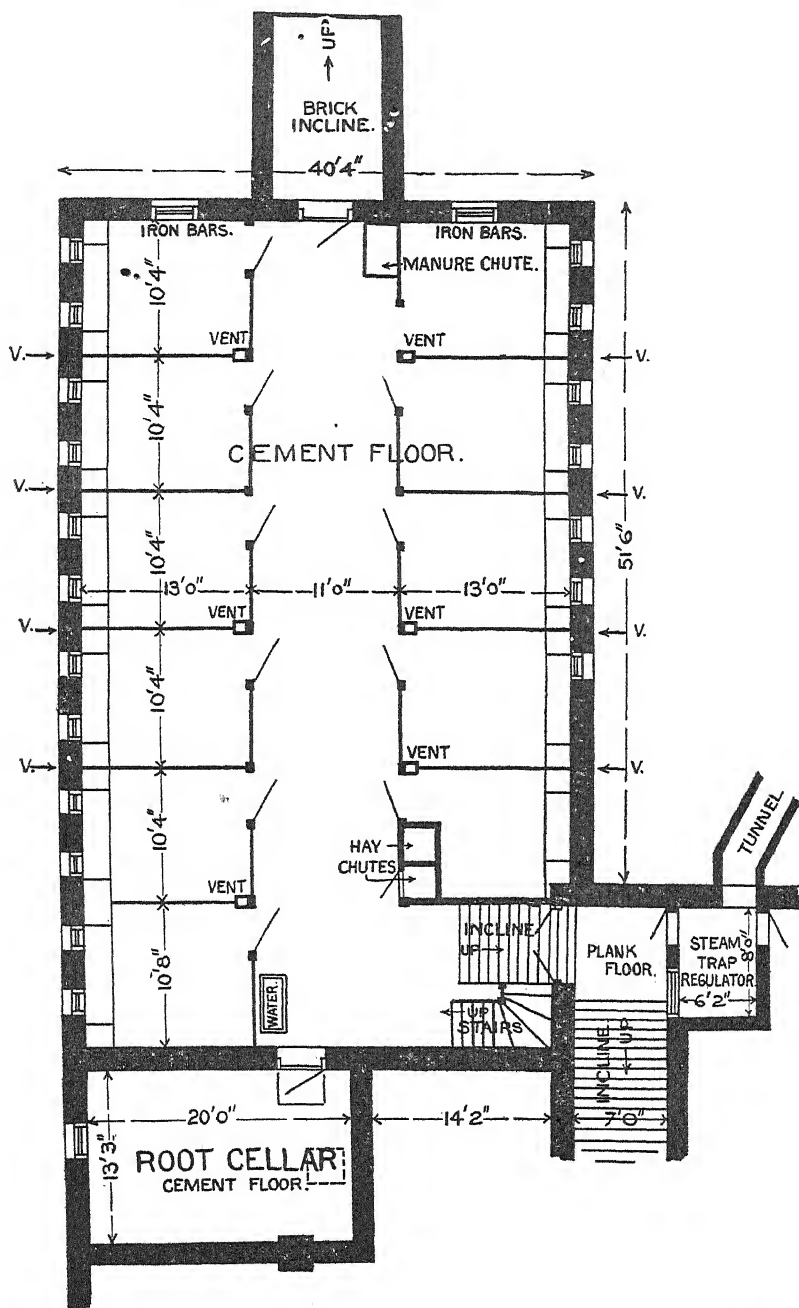 UP
BRICK
INCLINE.
40'4"
IRON BARS.
IRON BARS.
MANURE CHUTE.
10'4"
VENT
VENT
V.
V.
10'4"
CEMENT FLOOR.
V.
V.
10'4"
51'6"
13'0"
11'0"
13'0"
VENT
VENT
V.
V.
10'4"
VENT
V.
V.
TUNNEL
10'4"
HAY
CHUTES
VENT
INCLINE
UP
PLANK
FLOOR.
STEAM
TRAP
REGULATOR.
8'0"
6'2"
10'8"
WATER.
UP
STAIRS
INCLINE
UP
20'0"
14'2"
7'0"
13'3"
ROOT CELLAR
CEMENT FLOOR.